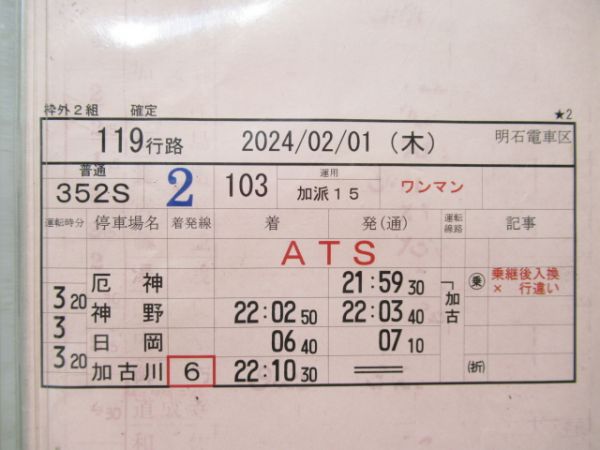 枠外2組 確定 ★2
119行路 2024/02/01 (木) 明石電車区
普通 運用
352S 2 103 加派15 ワンマン
運転時分 停車場名 着発線 着 発(通) 運転線路 記事
ATS
厄神 21:59 30 ㊤乗継後入換
3 20 × 行違い
神野 22:02 50 22:03 40 加古
3
日岡 06 40 07 10
3 20
加古川 6 22:10 30 ══ (折)